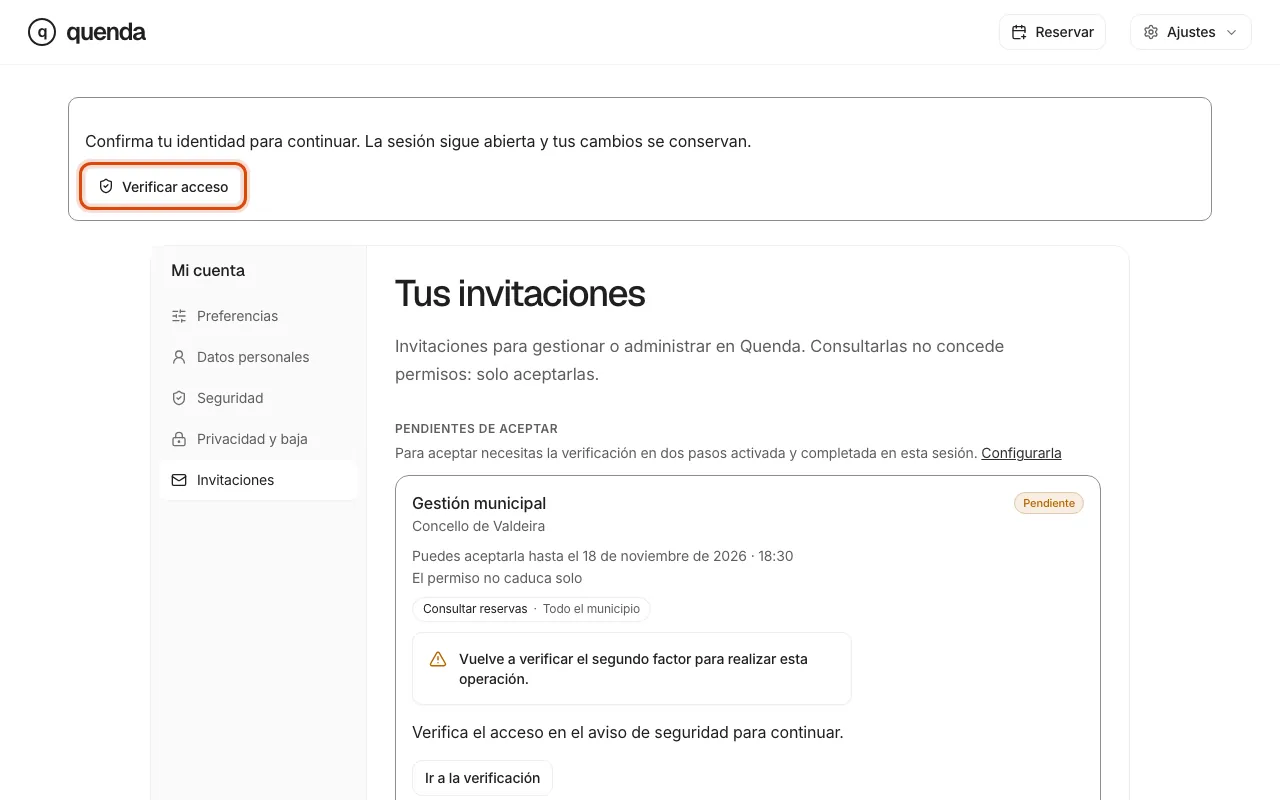 q quenda
Reservar
Ajustes
Confirma tu identidad para continuar. La sesión sigue abierta y tus cambios se conservan.
Verificar acceso
Mi cuenta
Preferencias
Datos personales
Seguridad
Privacidad y baja
Invitaciones
Tus invitaciones
Invitaciones para gestionar o administrar en Quenda. Consultarlas no concede
permisos: solo aceptarlas.
PENDIENTES DE ACEPTAR
Para aceptar necesitas la verificación en dos pasos activada y completada en esta sesión. Configurarla
Gestión municipal
Pendiente
Concello de Valdeira
Puedes aceptarla hasta el 18 de noviembre de 2026 · 18:30
El permiso no caduca solo
Consultar reservas · Todo el municipio
Vuelve a verificar el segundo factor para realizar esta
operación.
Verifica el acceso en el aviso de seguridad para continuar.
Ir a la verificación